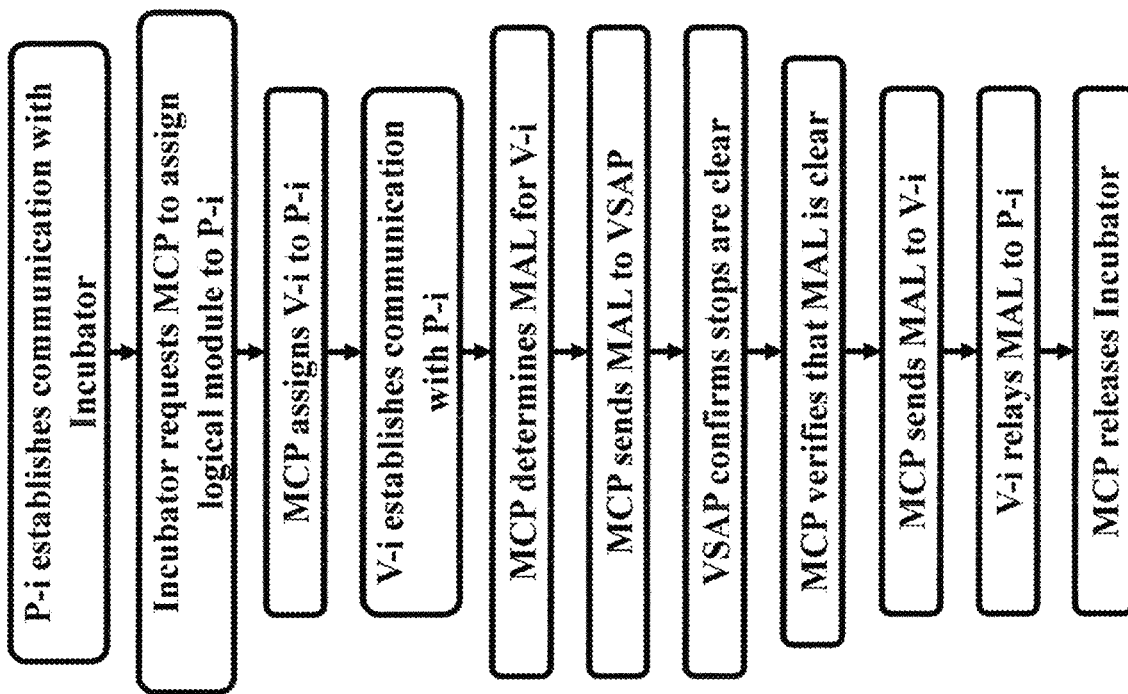 P-i establishes communication with
Incubator
Incubator requests MCP to assign
logical module to P-i
MCP assigns V-i to P-i
V-i establishes communication
with P-i
MCP determines MAL for V-i
MCP sends MAL to VSAP
VSAP confirms stops are clear
MCP verifies that MAL is clear
MCP sends MAL to V-i
V-i relays MAL to P-i
MCP releases Incubator